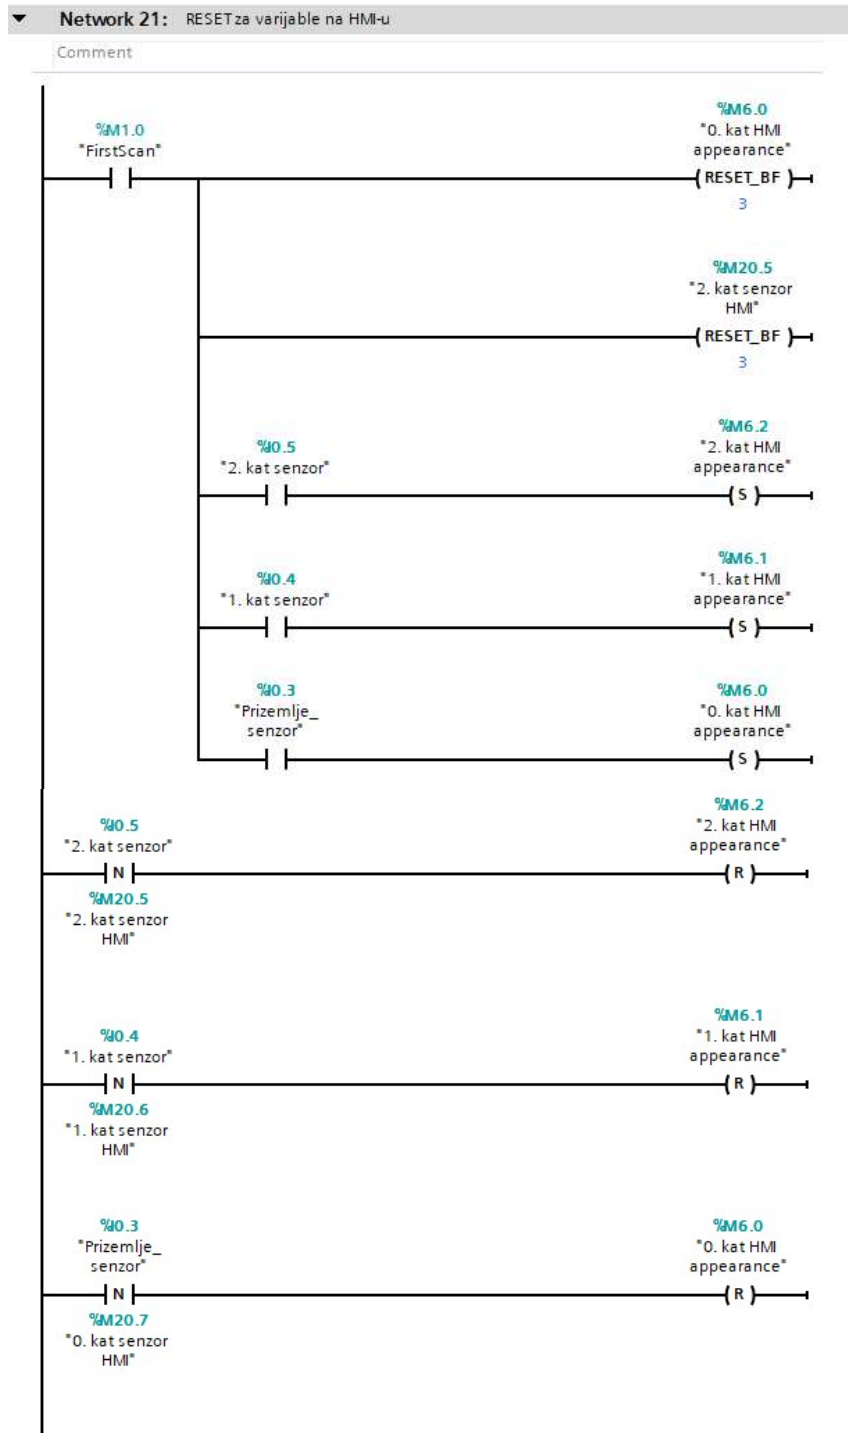 Network 21: RESET za varijable na HMI-u
Comment
%M1.0
"FirstScan"
%M6.0
"0. kat HMI
appearance"
RESET_BF
3
%M20.5
"2. kat senzor
HMI"
RESET_BF
3
%I0.5
"2. kat senzor"
%M6.2
"2. kat HMI
appearance"
S
%I0.4
"1. kat senzor"
%M6.1
"1. kat HMI
appearance"
S
%I0.3
"Prizemlje_
senzor"
%M6.0
"0. kat HMI
appearance"
S
%I0.5
"2. kat senzor"
N
%M20.5
"2. kat senzor
HMI"
%M6.2
"2. kat HMI
appearance"
R
%I0.4
"1. kat senzor"
N
%M20.6
"1. kat senzor
HMI"
%M6.1
"1. kat HMI
appearance"
R
%I0.3
"Prizemlje_
senzor"
N
%M20.7
"0. kat senzor
HMI"
%M6.0
"0. kat HMI
appearance"
R